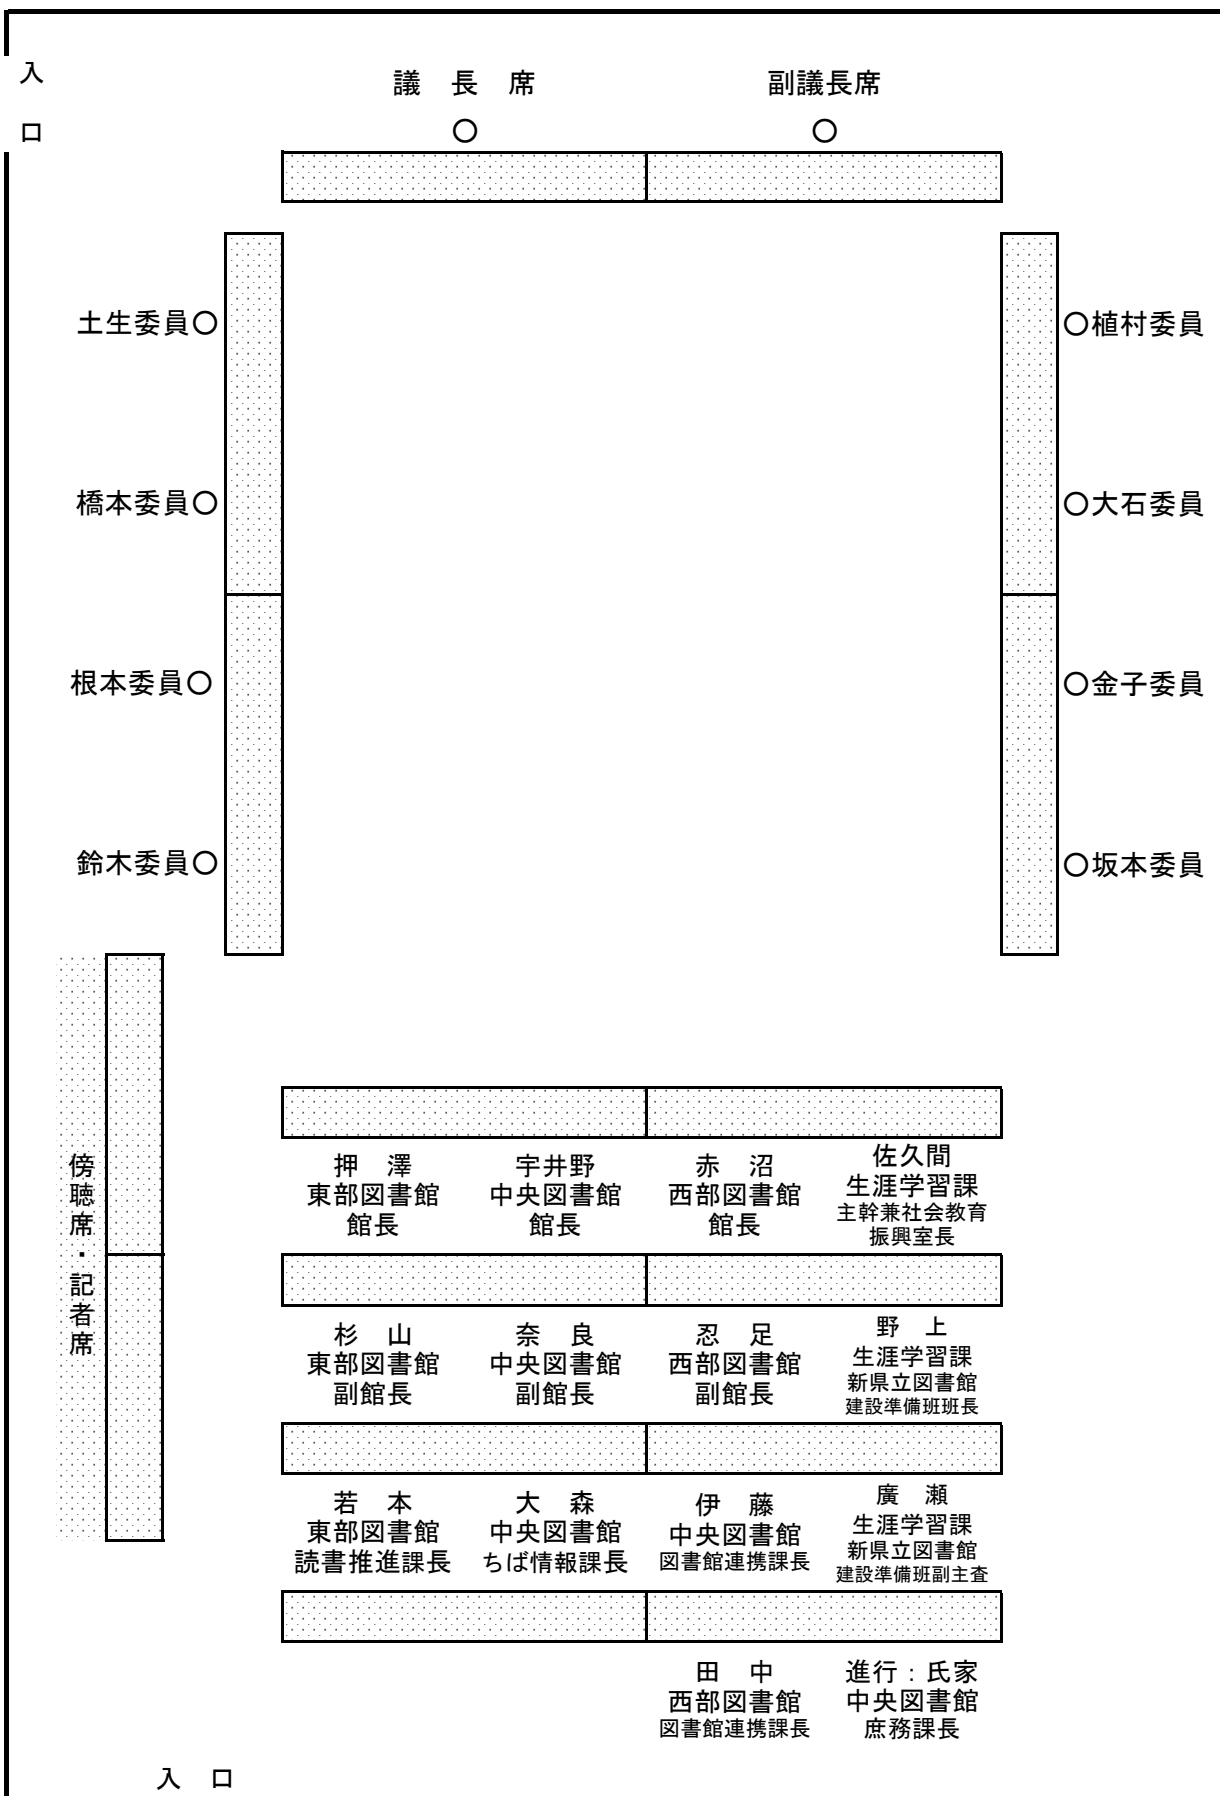 入
口
議　長　席
副議長席
〇
〇
土生委員〇
〇植村委員
橋本委員〇
〇大石委員
根本委員〇
〇金子委員
鈴木委員〇
〇坂本委員
傍聴席・記者席
押　澤
東部図書館
館長
宇井野
中央図書館
館長
赤　沼
西部図書館
館長
佐久間
生涯学習課
主幹兼社会教育
振興室長
杉　山
東部図書館
副館長
奈　良
中央図書館
副館長
忍　足
西部図書館
副館長
野　上
生涯学習課
新県立図書館
建設準備班班長
若　本
東部図書館
読書推進課長
大　森
中央図書館
ちば情報課長
伊　藤
中央図書館
図書館連携課長
廣　瀬
生涯学習課
新県立図書館
建設準備班副主査
田　中
西部図書館
図書館連携課長
進行：氏家
中央図書館
庶務課長
入　口